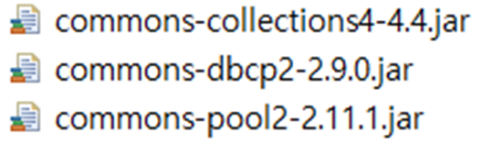 commons-collections4-4.4.jar
commons-dbcp2-2.9.0.jar
commons-pool2-2.11.1.jar